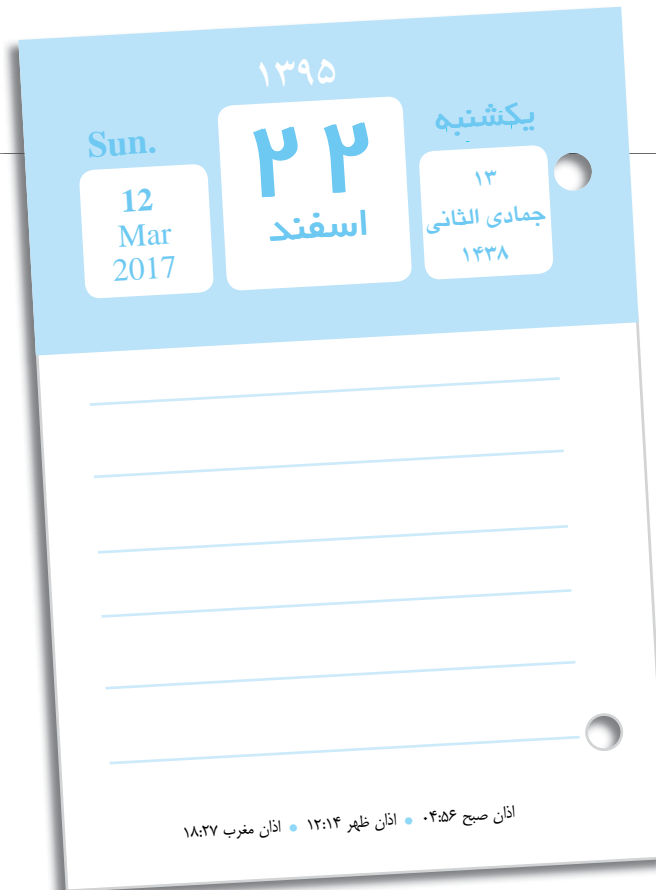 ۱۳۹۵
یکشنبه
۱۳
جمادی الثانی
۱۴۳۸
۲۲
اسفند
Sun.
12
Mar
2017
اذان صبح ۰۴:۵۶ • اذان ظهر ۱۲:۱۴ • اذان مغرب ۱۸:۲۷